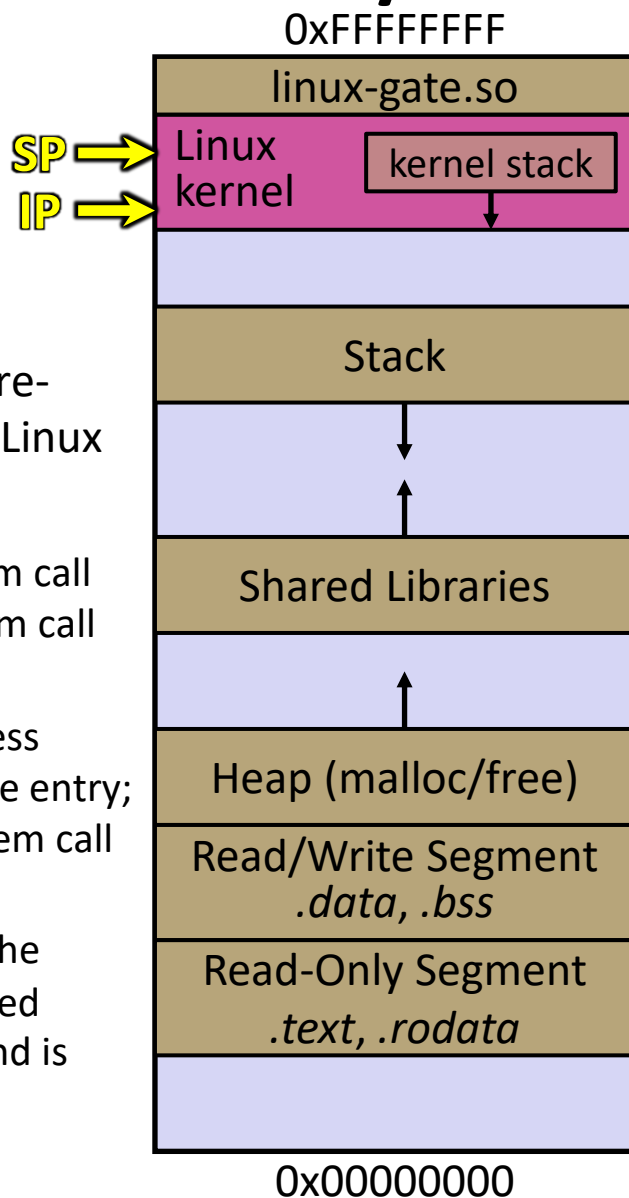 0xFFFFFFFF
linux-gate.so
SP
Linux
kernel
kernel stack
IP
Stack
re-
Linux
m call
m call
Shared Libraries
ess
e entry;
em call
Heap (malloc/free)
Read/Write Segment
.data, .bss
he
ed
nd is
Read-Only Segment
.text, .rodata
0x00000000